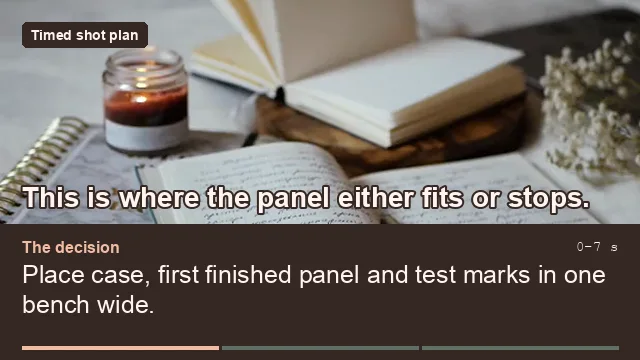 Timed shot plan
This is where the panel either fits or stops.
The decision
0–7 s
Place case, first finished panel and test marks in one
bench wide.